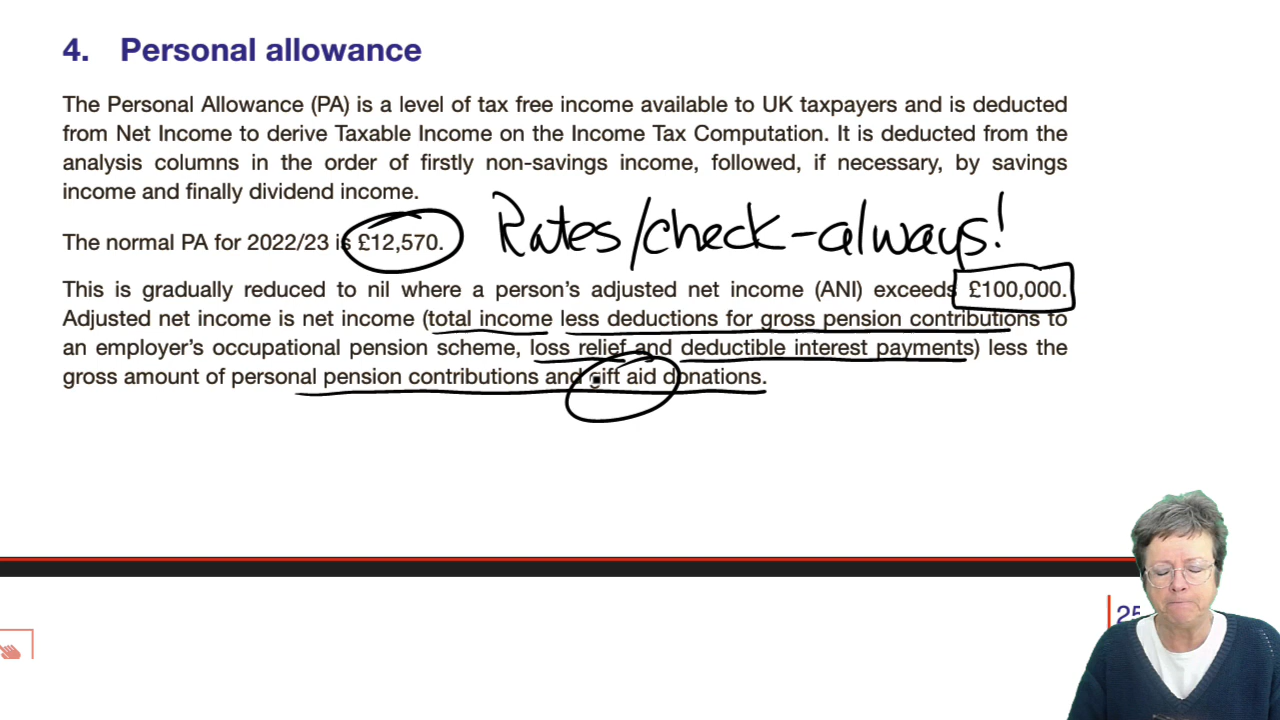 4. Personal allowance
The Personal Allowance (PA) is a level of tax free income available to UK taxpayers and is deducted
from Net Income to derive Taxable Income on the Income Tax Computation. It is deducted from the
analysis columns in the order of firstly non-savings income, followed, if necessary, by savings
income and finally dividend income.
Rates/check-always!
The normal PA for 2022/23 is £12,570.
This is gradually reduced to nil where a person's adjusted net income (ANI) exceeds £100,000.
Adjusted net income is net income (total income less deductions for gross pension contributions to
an employer's occupational pension scheme, loss relief and deductible interest payments) less the
gross amount of personal pension contributions and gift aid donations.
25